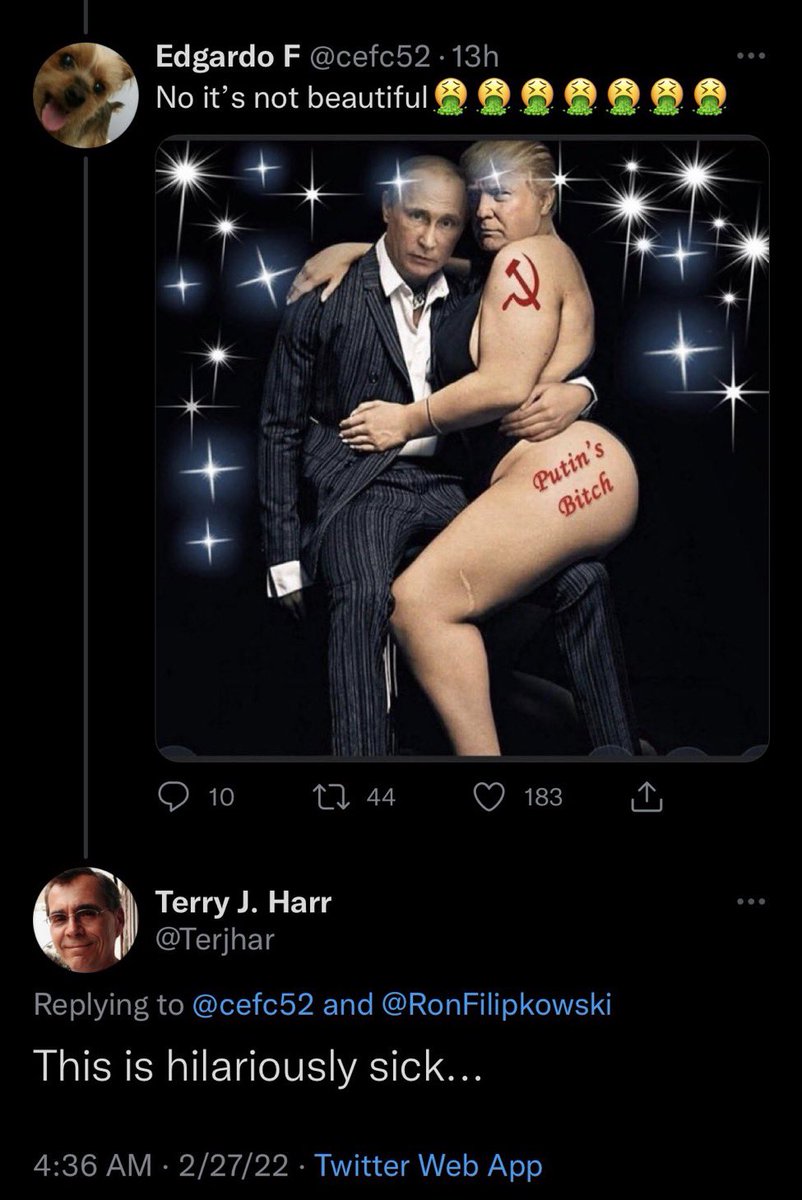 Edgardo F @cefc52 · 13h
No it’s not beautiful🤮🤮🤮🤮🤮🤮🤮
Putin's
Bitch
10 44 183
Terry J. Harr
@Terjhar
Replying to @cefc52 and @RonFilipkowski
This is hilariously sick...
4:36 AM · 2/27/22 · Twitter Web App